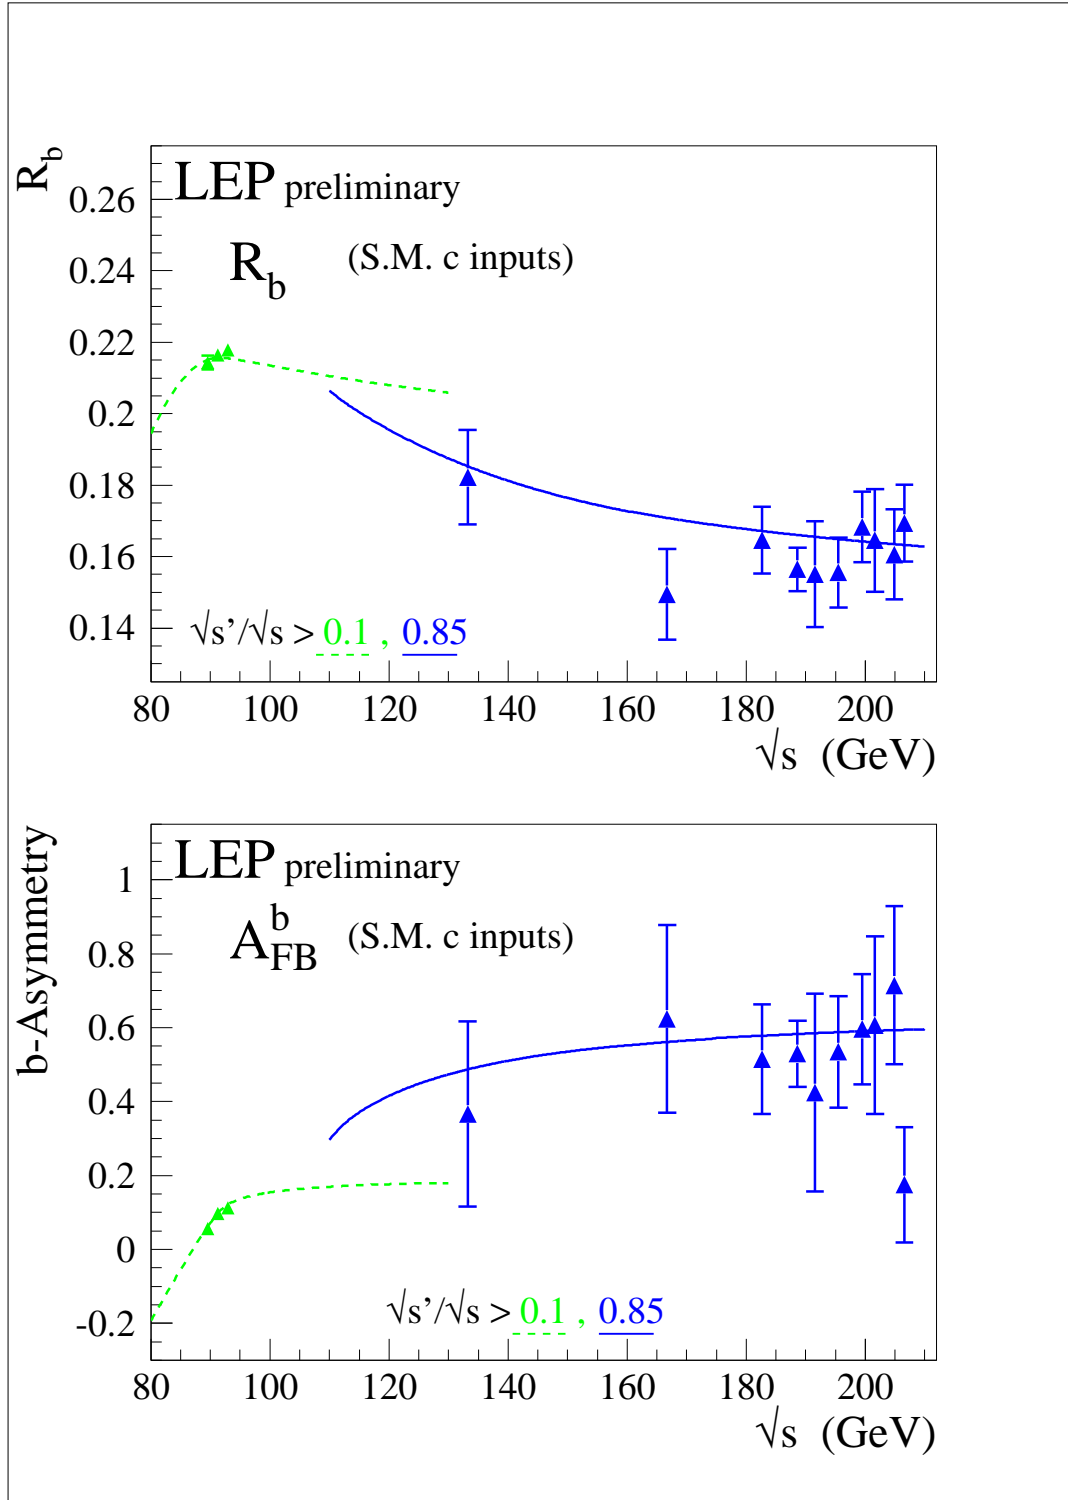 R_b
LEP preliminary
R_b (S.M. c inputs)
0.26
0.24
0.22
0.2
0.18
0.16
0.14
√s’/√s > 0.1 , 0.85
80 100 120 140 160 180 200
√s (GeV)
b-Asymmetry
LEP preliminary
A_FB^b (S.M. c inputs)
1
0.8
0.6
0.4
0.2
0
-0.2
√s’/√s > 0.1 , 0.85
80 100 120 140 160 180 200
√s (GeV)